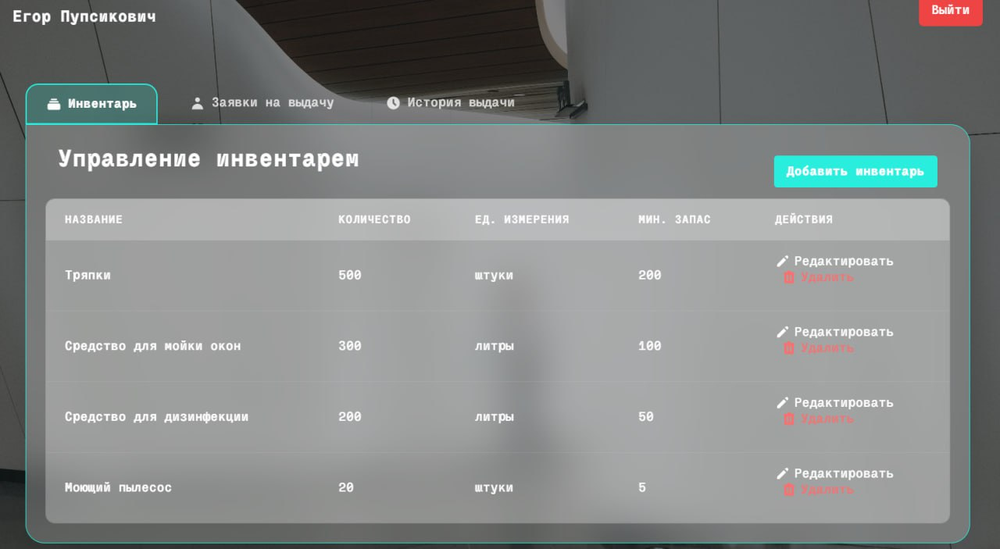 Егор Пупсикович
Выйти
Инвентарь
Заявки на выдачу
История выдачи
Управление инвентарем
Добавить инвентарь
НАЗВАНИЕ КОЛИЧЕСТВО ЕД. ИЗМЕРЕНИЯ МИН. ЗАПАС ДЕЙСТВИЯ
Тряпки 500 штуки 200 Редактировать
Удалить
Средство для мойки окон 300 литры 100 Редактировать
Удалить
Средство для дизинфекции 200 литры 50 Редактировать
Удалить
Моющий пылесос 20 штуки 5 Редактировать
Удалить